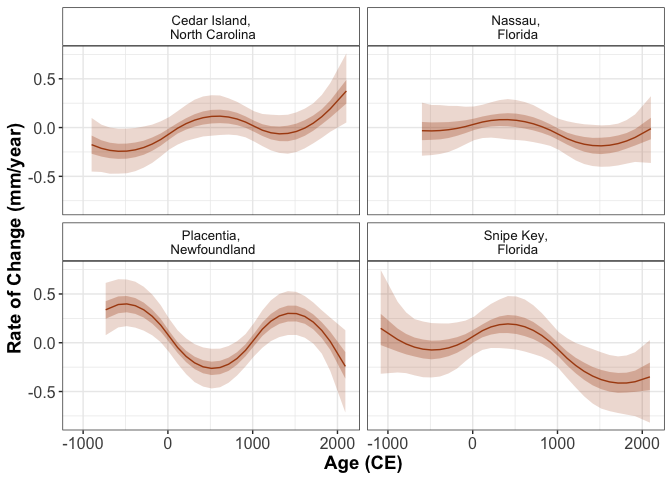 Cedar Island,
North Carolina
Nassau,
Florida
0.5
0.0
-0.5
Placentia,
Newfoundland
Snipe Key,
Florida
0.5
0.0
-0.5
-1000 0 1000 2000 -1000 0 1000 2000
Age (CE)
Rate of Change (mm/year)